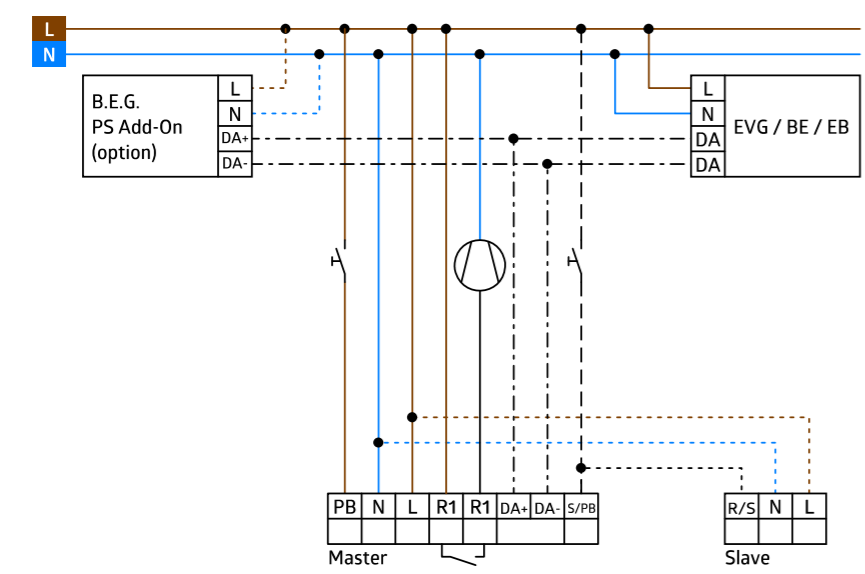 L
N
B.E.G.
PS Add-On
(option)
L
N
DA+
DA-
L
N
DA
DA
EVG / BE / EB
PB N L R1 R1 DA+ DA- S/PB
Master
R/S N L
Slave